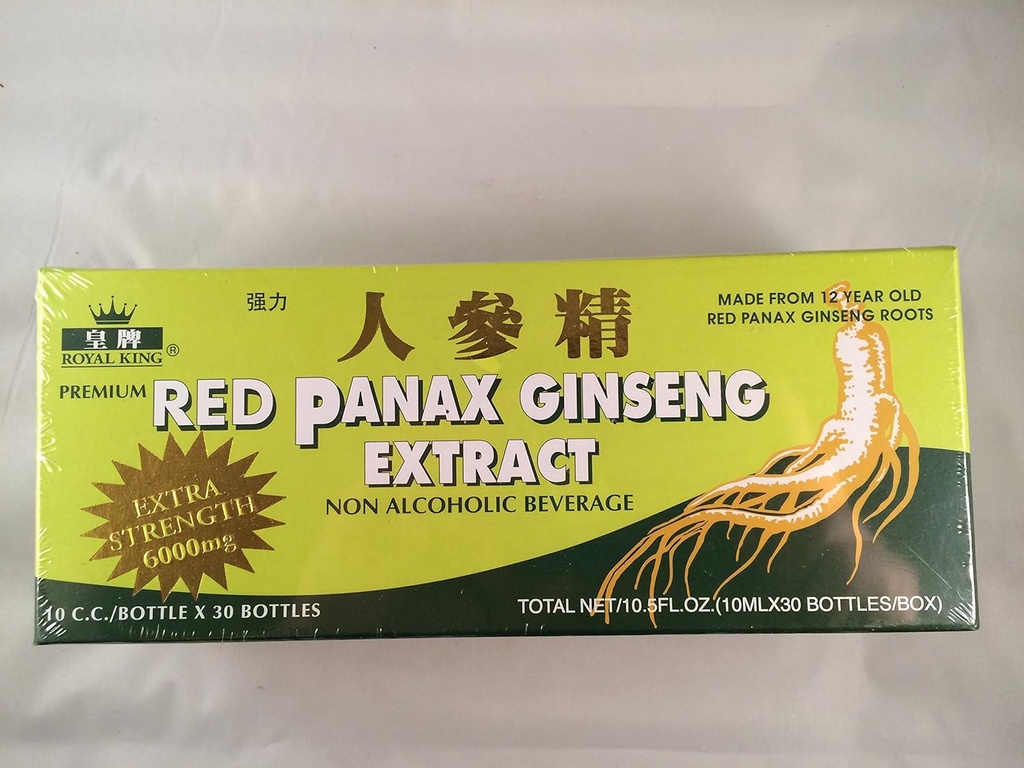 皇牌
ROYAL KING®
强力
人參精
MADE FROM 12 YEAR OLD
RED PANAX GINSENG ROOTS
PREMIUM
RED PANAX GINSENG
EXTRACT
NON ALCOHOLIC BEVERAGE
EXTRA
STRENGTH
6000mg
10 C.C./BOTTLE X 30 BOTTLES
TOTAL NET/10.5FL.OZ.(10MLX30 BOTTLES/BOX)